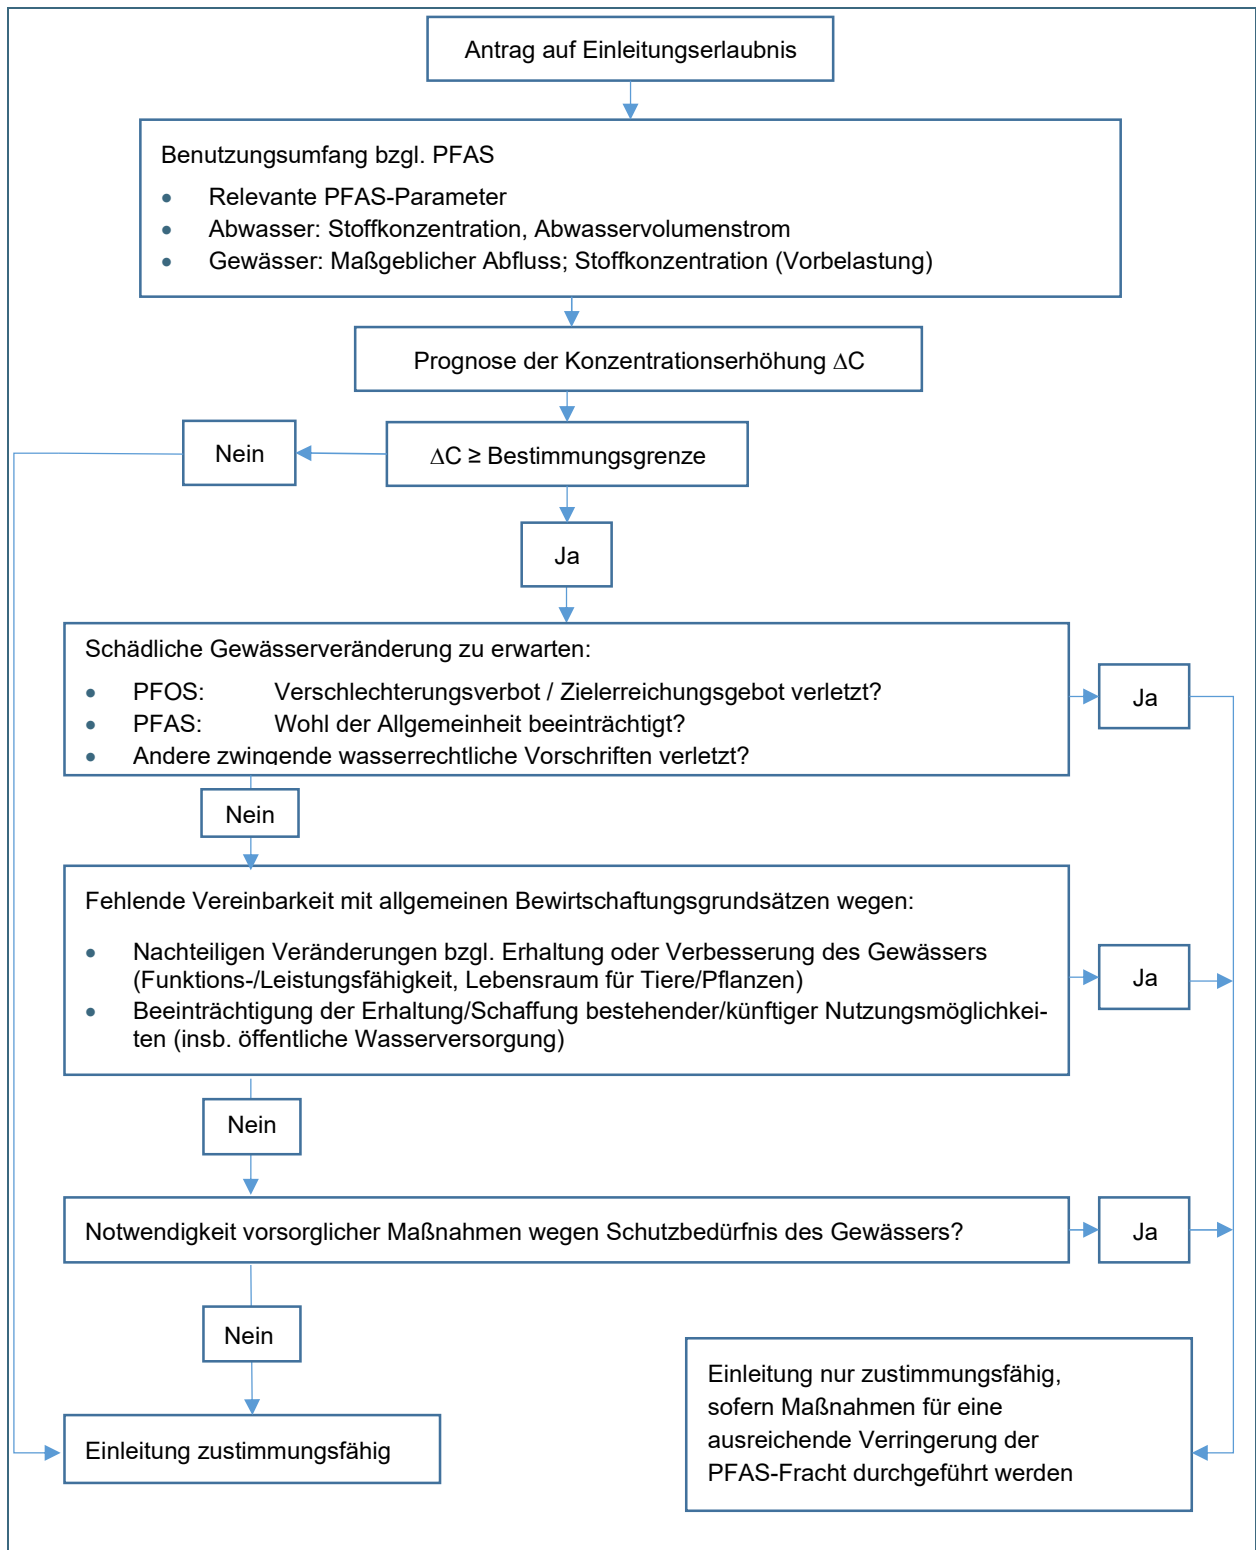 Antrag auf Einleitungserlaubnis
Benutzungsumfang bzgl. PFAS
• Relevante PFAS-Parameter
• Abwasser: Stoffkonzentration, Abwasservolumenstrom
• Gewässer: Maßgeblicher Abfluss; Stoffkonzentration (Vorbelastung)
Prognose der Konzentrationserhöhung ΔC
Nein
ΔC ≥ Bestimmungsgrenze
Ja
Schädliche Gewässerveränderung zu erwarten:
• PFOS: Verschlechterungsverbot / Zielerreichungsgebot verletzt?
• PFAS: Wohl der Allgemeinheit beeinträchtigt?
• Andere zwingende wasserrechtliche Vorschriften verletzt?
Ja
Nein
Fehlende Vereinbarkeit mit allgemeinen Bewirtschaftungsgrundsätzen wegen:
• Nachteiligen Veränderungen bzgl. Erhaltung oder Verbesserung des Gewässers
(Funktions-/Leistungsfähigkeit, Lebensraum für Tiere/Pflanzen)
• Beeinträchtigung der Erhaltung/Schaffung bestehender/künftiger Nutzungsmöglichkei-
ten (insb. öffentliche Wasserversorgung)
Ja
Nein
Notwendigkeit vorsorglicher Maßnahmen wegen Schutzbedürfnis des Gewässers?
Ja
Nein
Einleitung zustimmungsfähig
Einleitung nur zustimmungsfähig,
sofern Maßnahmen für eine
ausreichende Verringerung der
PFAS-Fracht durchgeführt werden